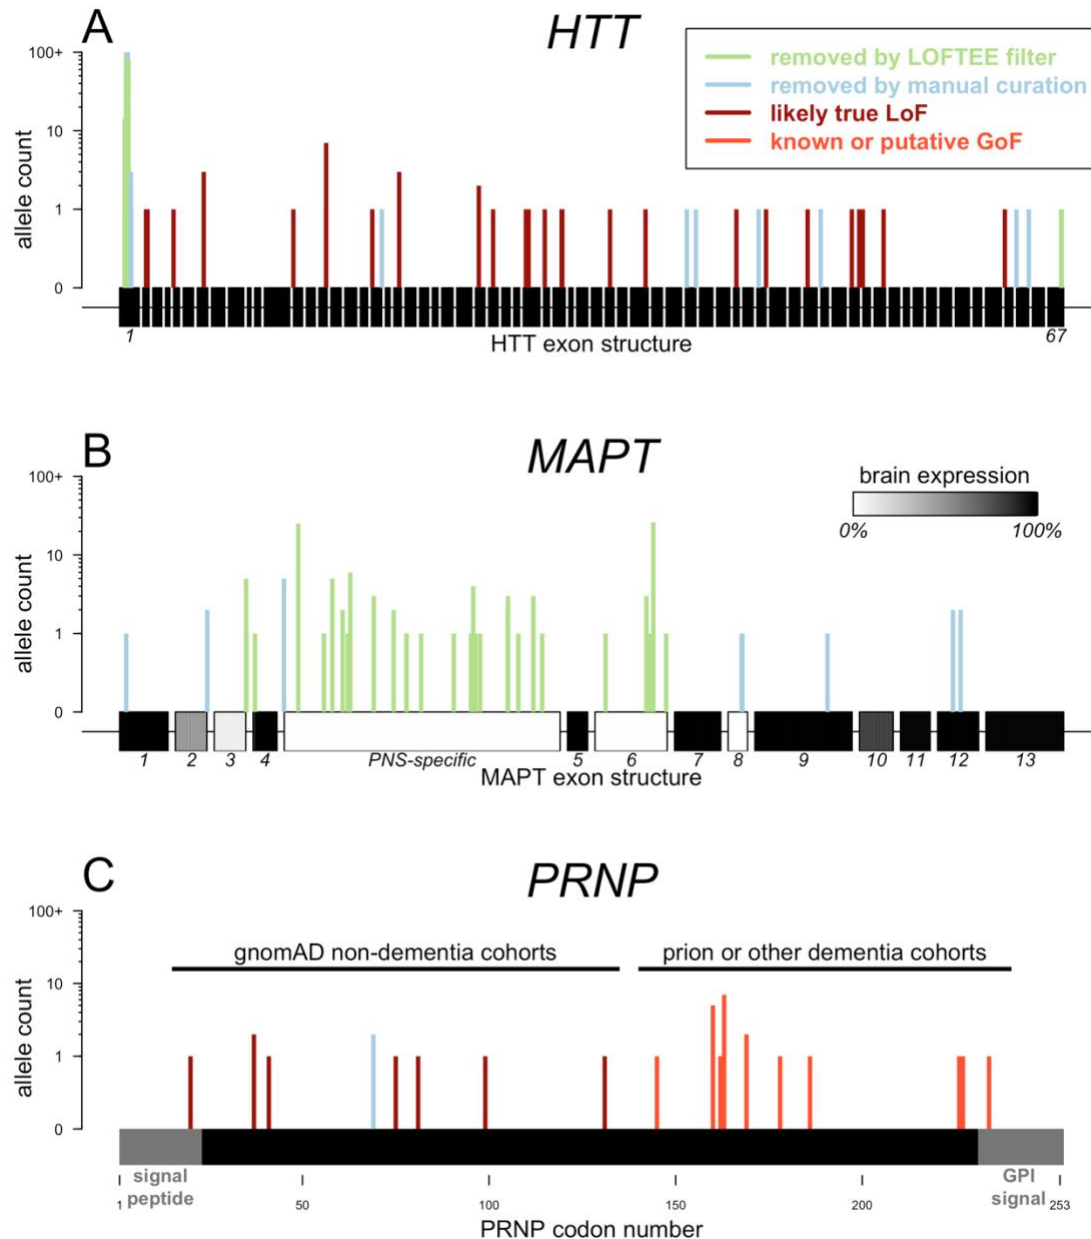 A
HTT
removed by LOFTEE filter
removed by manual curation
likely true LoF
known or putative GoF
allele count
100+
10
1
0
1
67
HTT exon structure
B
MAPT
brain expression
0%
100%
allele count
100+
10
1
0
1
2
3
4
PNS-specific
5
6
7
8
9
10
11
12
13
MAPT exon structure
C
PRNP
allele count
100+
10
1
0
gnomAD non-dementia cohorts
prion or other dementia cohorts
signal
peptide
GPI
signal
1
50
100
150
200
253
PRNP codon number